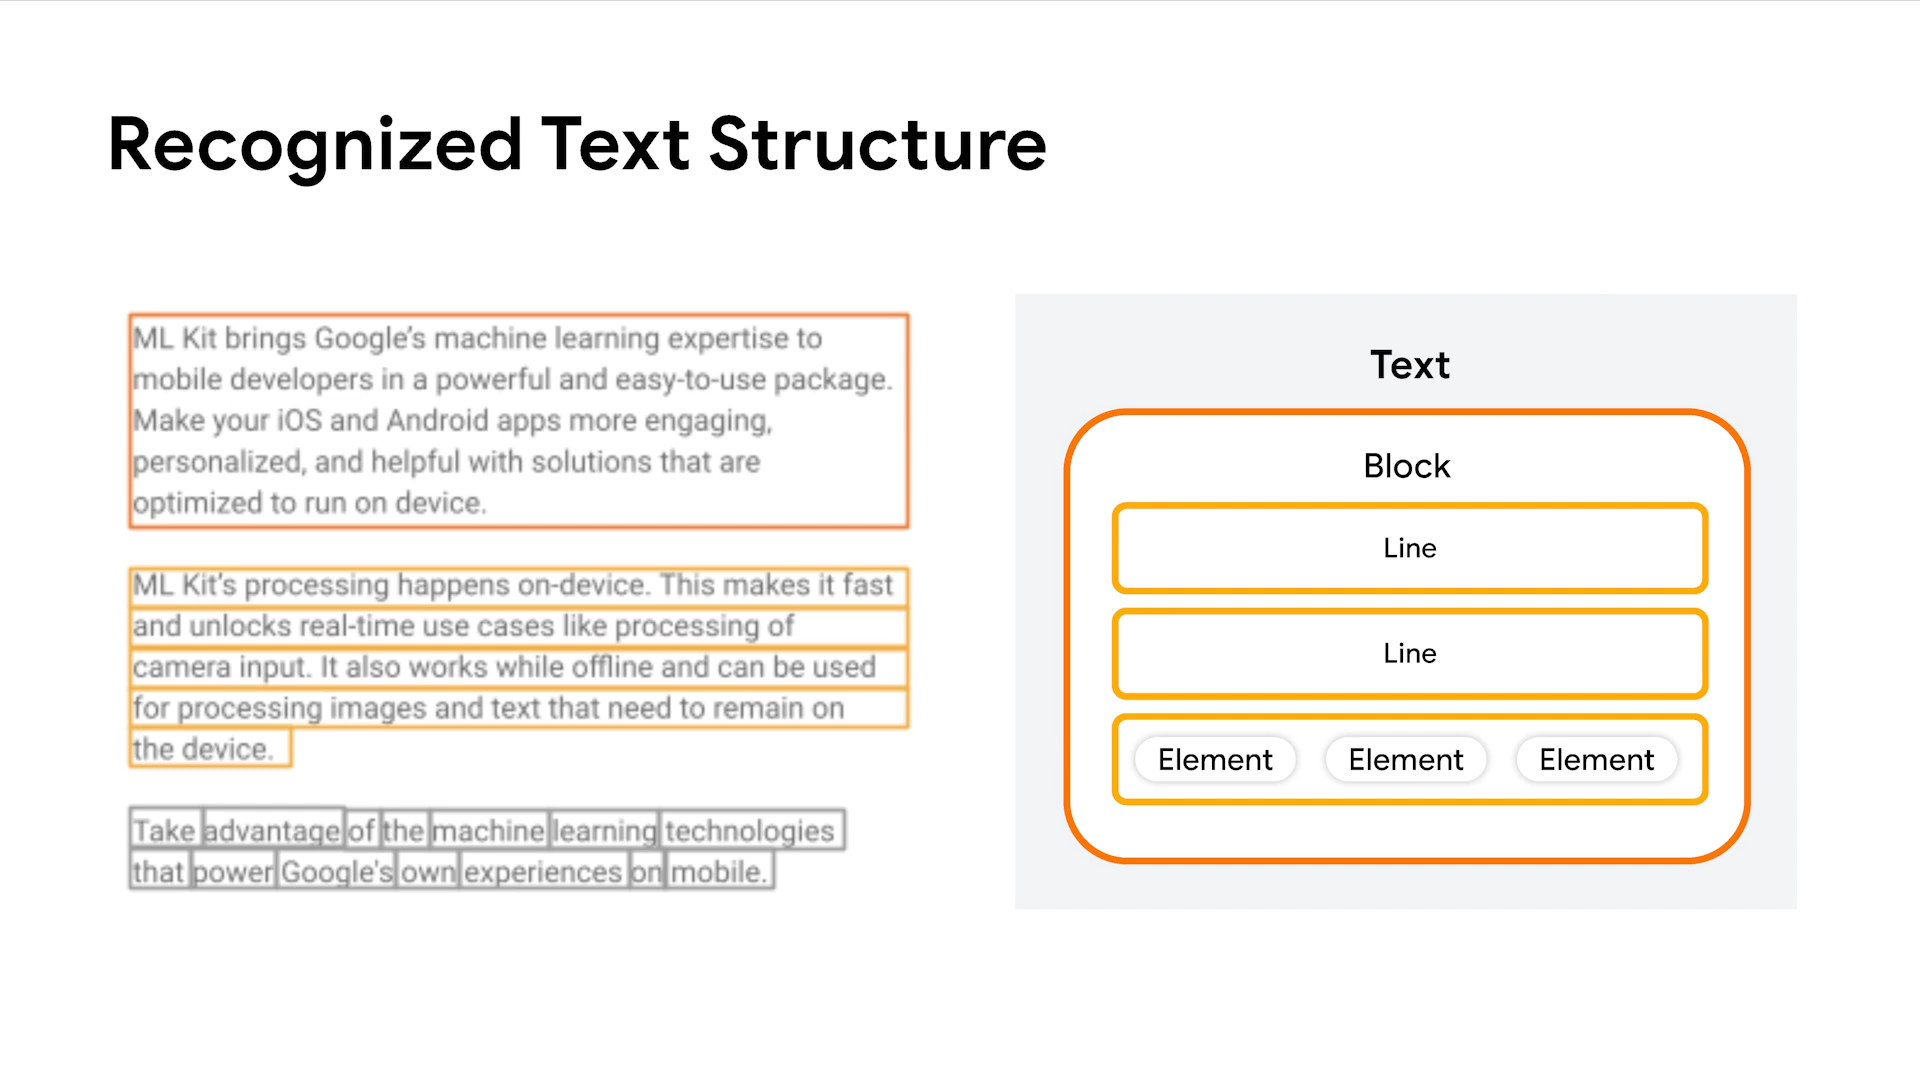 Recognized Text Structure
ML Kit brings Google’s machine learning expertise to
mobile developers in a powerful and easy-to-use package.
Make your iOS and Android apps more engaging,
personalized, and helpful with solutions that are
optimized to run on device.
ML Kit's processing happens on-device. This makes it fast
and unlocks real-time use cases like processing of
camera input. It also works while offline and can be used
for processing images and text that need to remain on
the device.
Take advantage of the machine learning technologies
that power Google's own experiences on mobile.
Text
Block
Line
Line
Element Element Element